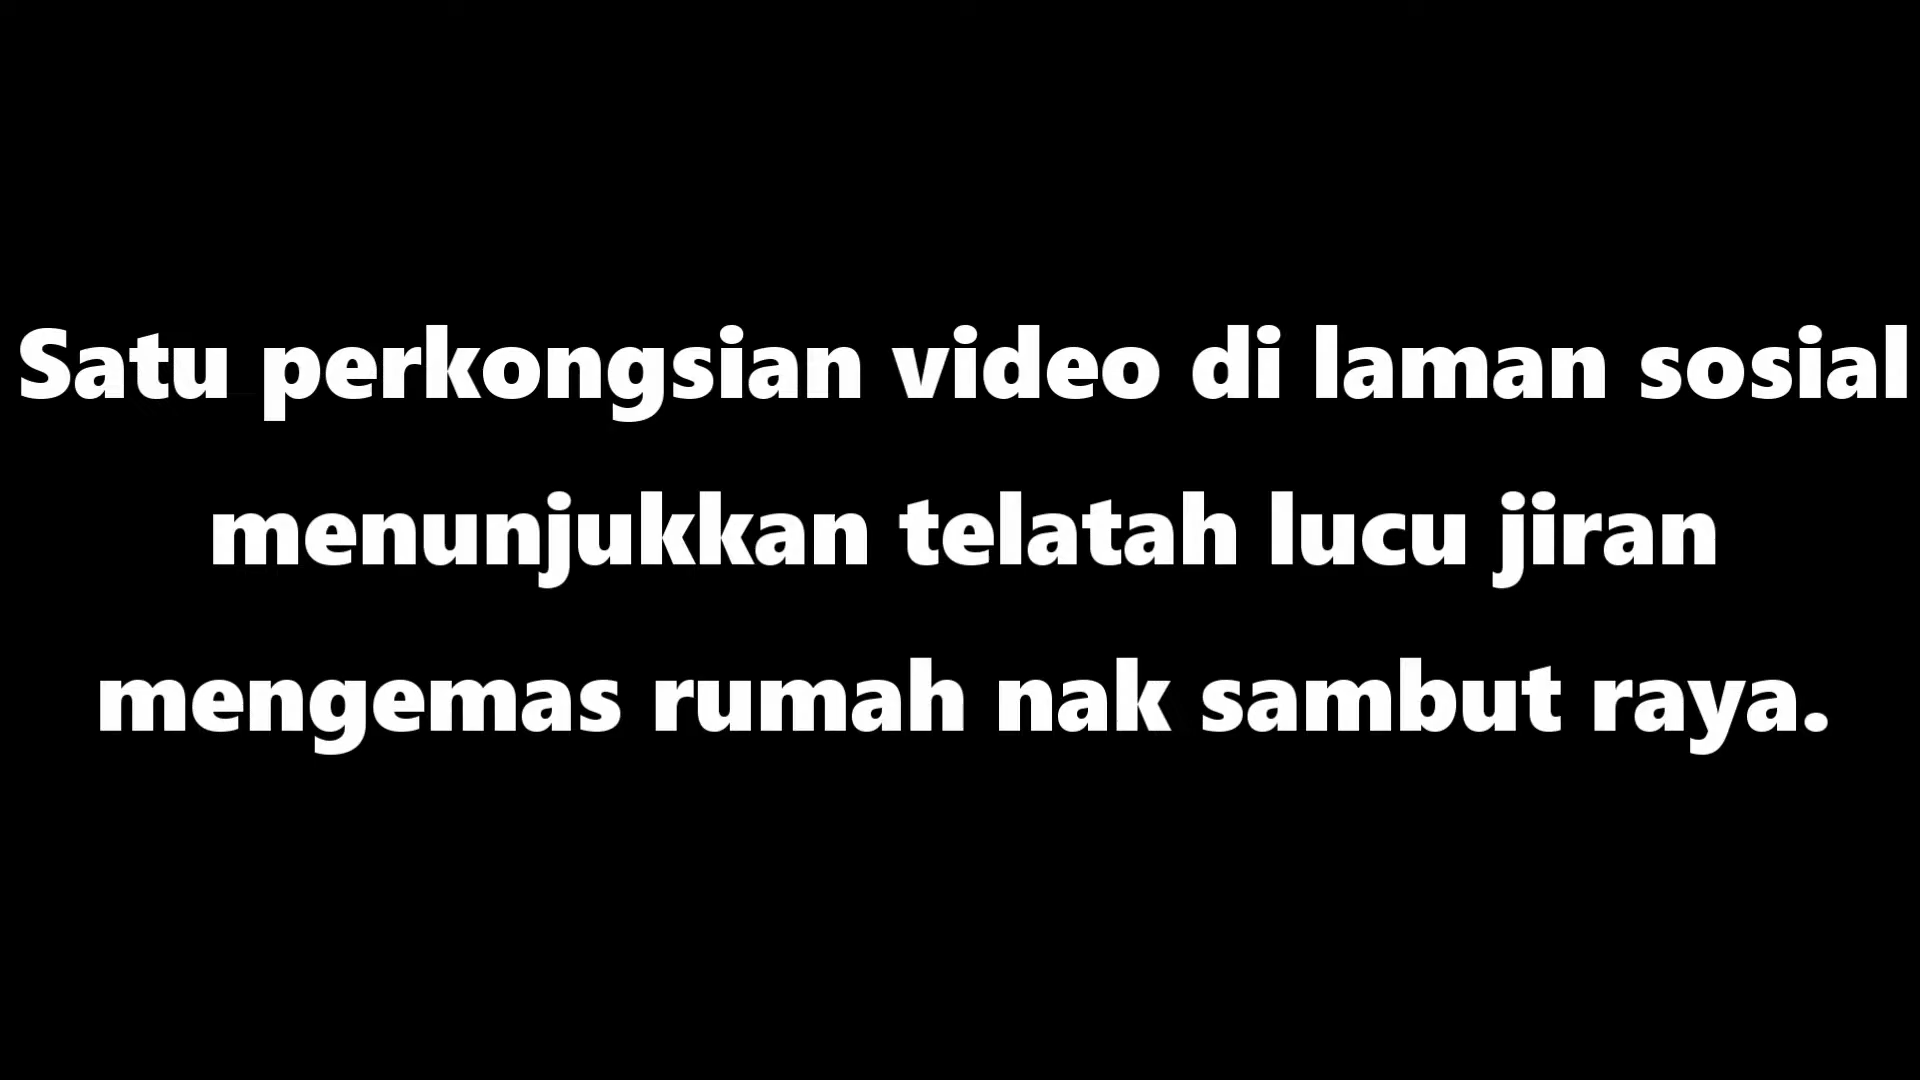 Satu perkongsian video di laman sosial
menunjukkan telatah lucu jiran
mengemas rumah nak sambut raya.